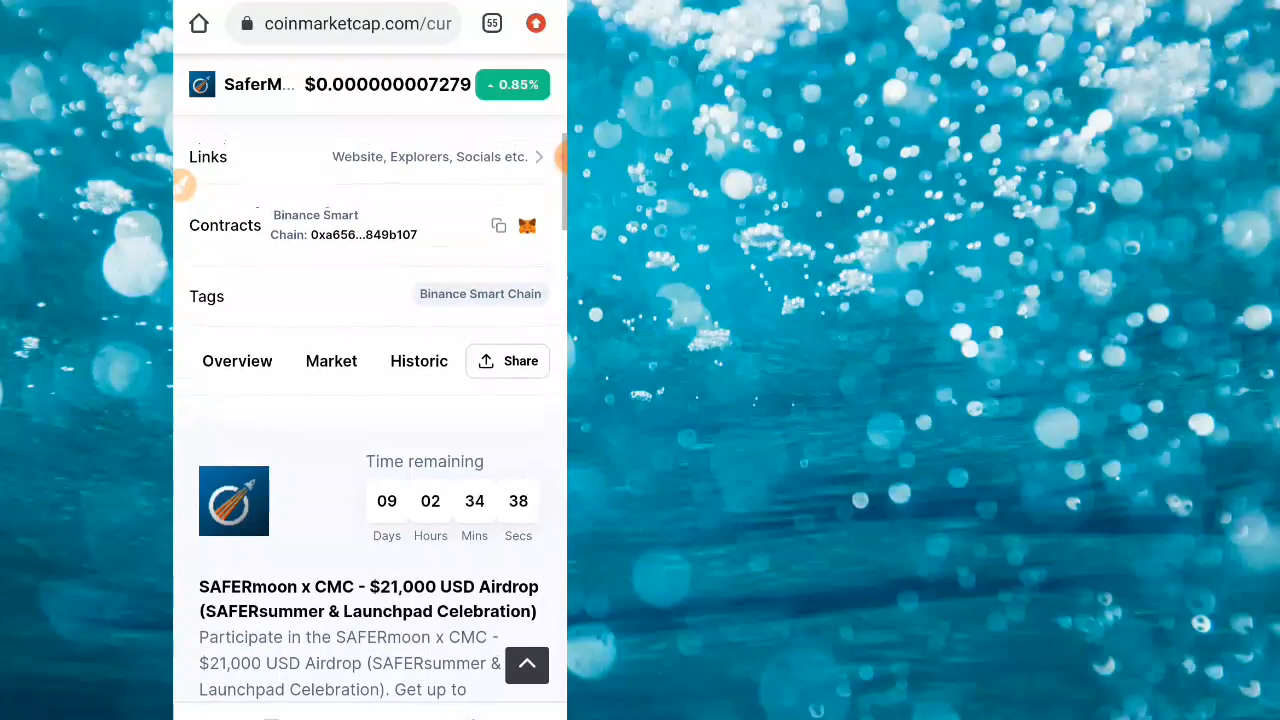 coinmarketcap.com/cur
55
SaferM... $0.000000007279 0.85%
Links Website, Explorers, Socials etc.
Contracts Binance Smart
Chain: 0xa656...849b107
Tags Binance Smart Chain
Overview Market Historic Share
Time remaining
09 02 34 38
Days Hours Mins Secs
SAFERmoon x CMC - $21,000 USD Airdrop
(SAFERsummer & Launchpad Celebration)
Participate in the SAFERmoon x CMC -
$21,000 USD Airdrop (SAFERsummer &
Launchpad Celebration). Get up to